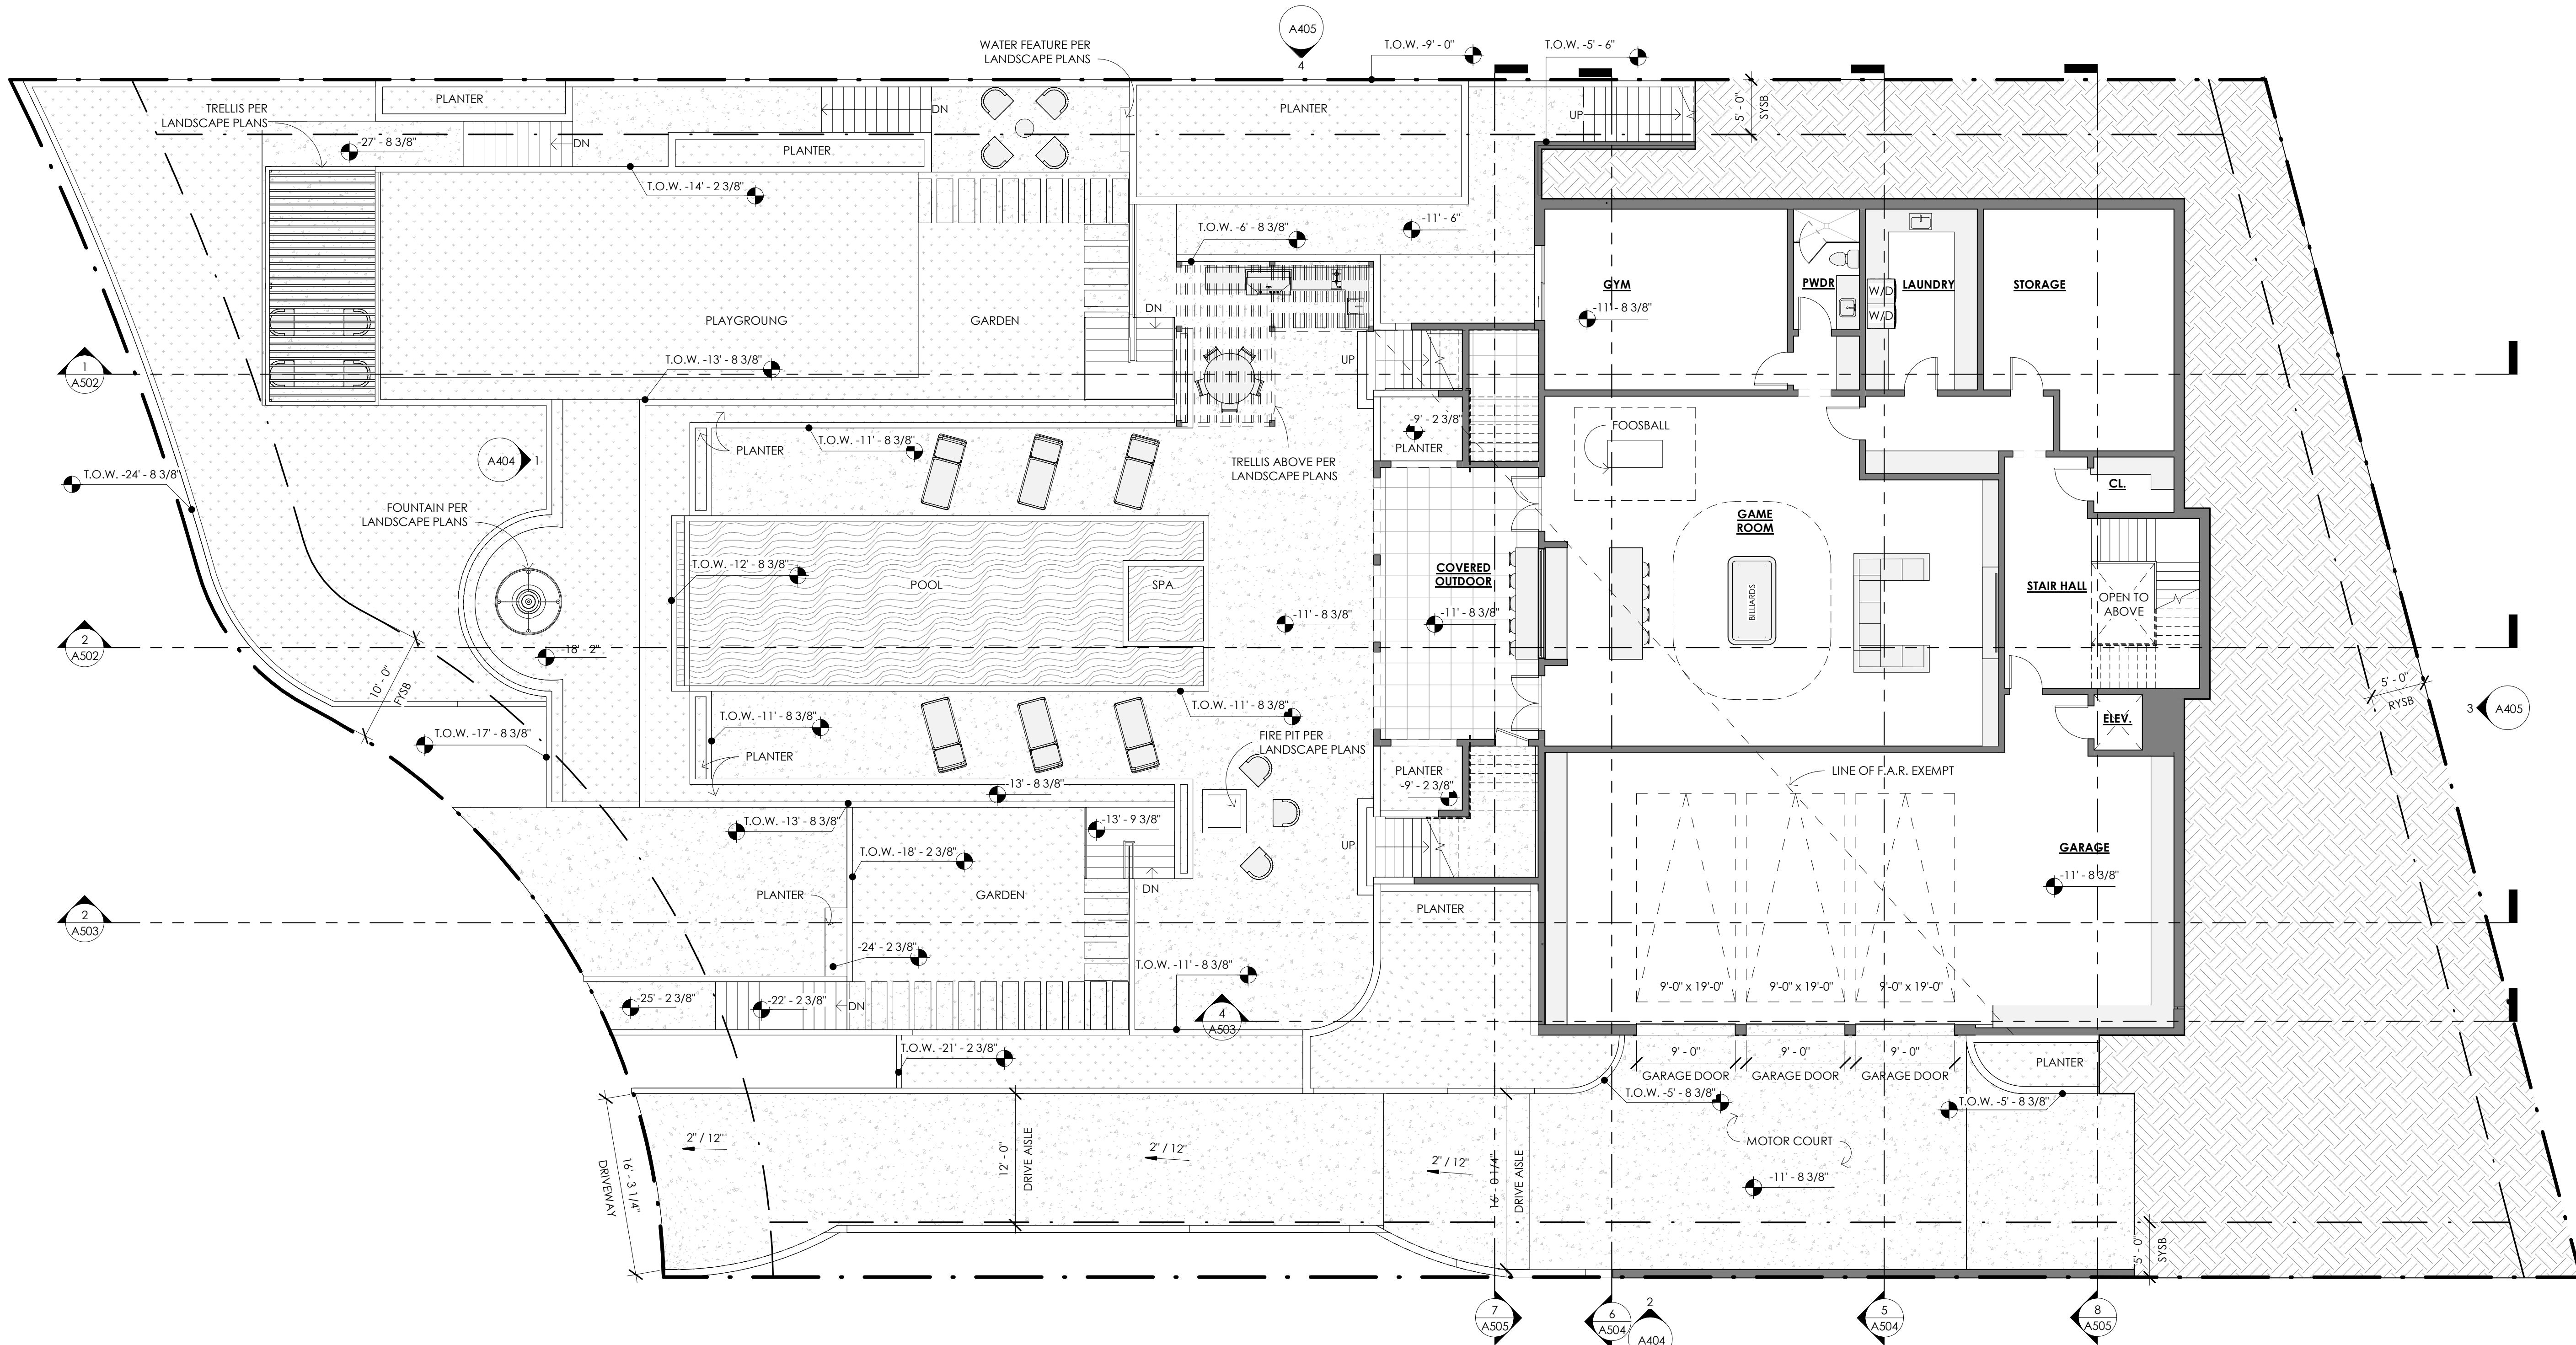 A405
4
T.O.W. -9' - 0"
T.O.W. -5' - 6"
WATER FEATURE PER
LANDSCAPE PLANS
TRELLIS PER
LANDSCAPE PLANS
PLANTER
DN
PLANTER
UP
5' - 0"
SYSB
-27' - 8 3/8"
DN
PLANTER
T.O.W. -14' - 2 3/8"
T.O.W. -6' - 8 3/8"
-11' - 6"
GYM
-11' - 8 3/8"
PWDR
W/D
W/D
LAUNDRY
STORAGE
PLAYGROUNG
GARDEN
DN
1
A502
T.O.W. -13' - 8 3/8"
UP
-9' - 2 3/8"
PLANTER
FOOSBALL
A404
1
PLANTER
T.O.W. -11' - 8 3/8"
TRELLIS ABOVE PER
LANDSCAPE PLANS
T.O.W. -24' - 8 3/8"
FOUNTAIN PER
LANDSCAPE PLANS
GAME
ROOM
CL.
T.O.W. -12' - 8 3/8"
POOL
SPA
COVERED
OUTDOOR
BILLIARDS
STAIR HALL
OPEN TO
ABOVE
-11' - 8 3/8"
-11' - 8 3/8"
2
A502
-18' - 2"
10' - 0"
FYSB
5' - 0"
RYSB
3
A405
T.O.W. -17' - 8 3/8"
T.O.W. -11' - 8 3/8"
T.O.W. -11' - 8 3/8"
ELEV.
PLANTER
FIRE PIT PER
LANDSCAPE PLANS
PLANTER
-9' - 2 3/8"
LINE OF F.A.R. EXEMPT
-13' - 8 3/8"
T.O.W. -13' - 8 3/8"
-13' - 9 3/8"
UP
GARAGE
-11' - 8 3/8"
T.O.W. -18' - 2 3/8"
PLANTER
GARDEN
DN
PLANTER
2
A503
-24' - 2 3/8"
T.O.W. -11' - 8 3/8"
-25' - 2 3/8"
-22' - 2 3/8"
DN
4
A503
9'-0" x 19'-0"
9'-0" x 19'-0"
9'-0" x 19'-0"
T.O.W. -21' - 2 3/8"
9' - 0"
9' - 0"
9' - 0"
GARAGE DOOR
GARAGE DOOR
GARAGE DOOR
PLANTER
T.O.W. -5' - 8 3/8"
T.O.W. -5' - 8 3/8"
2" / 12"
2" / 12"
2" / 12"
MOTOR COURT
-11' - 8 3/8"
16' - 3 1/4"
DRIVEWAY
12' - 0"
DRIVE AISLE
16' - 0 1/4"
DRIVE AISLE
5' - 0"
SYSB
7
A505
6
A504
2
A404
5
A504
8
A505